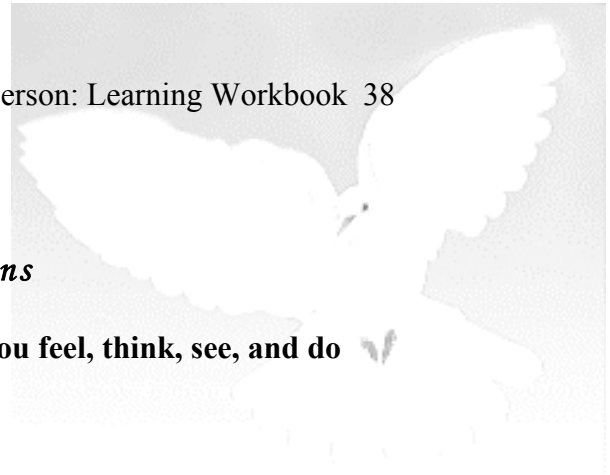 erson: Learning Workbook 38
ns
ou feel, think, see, and do